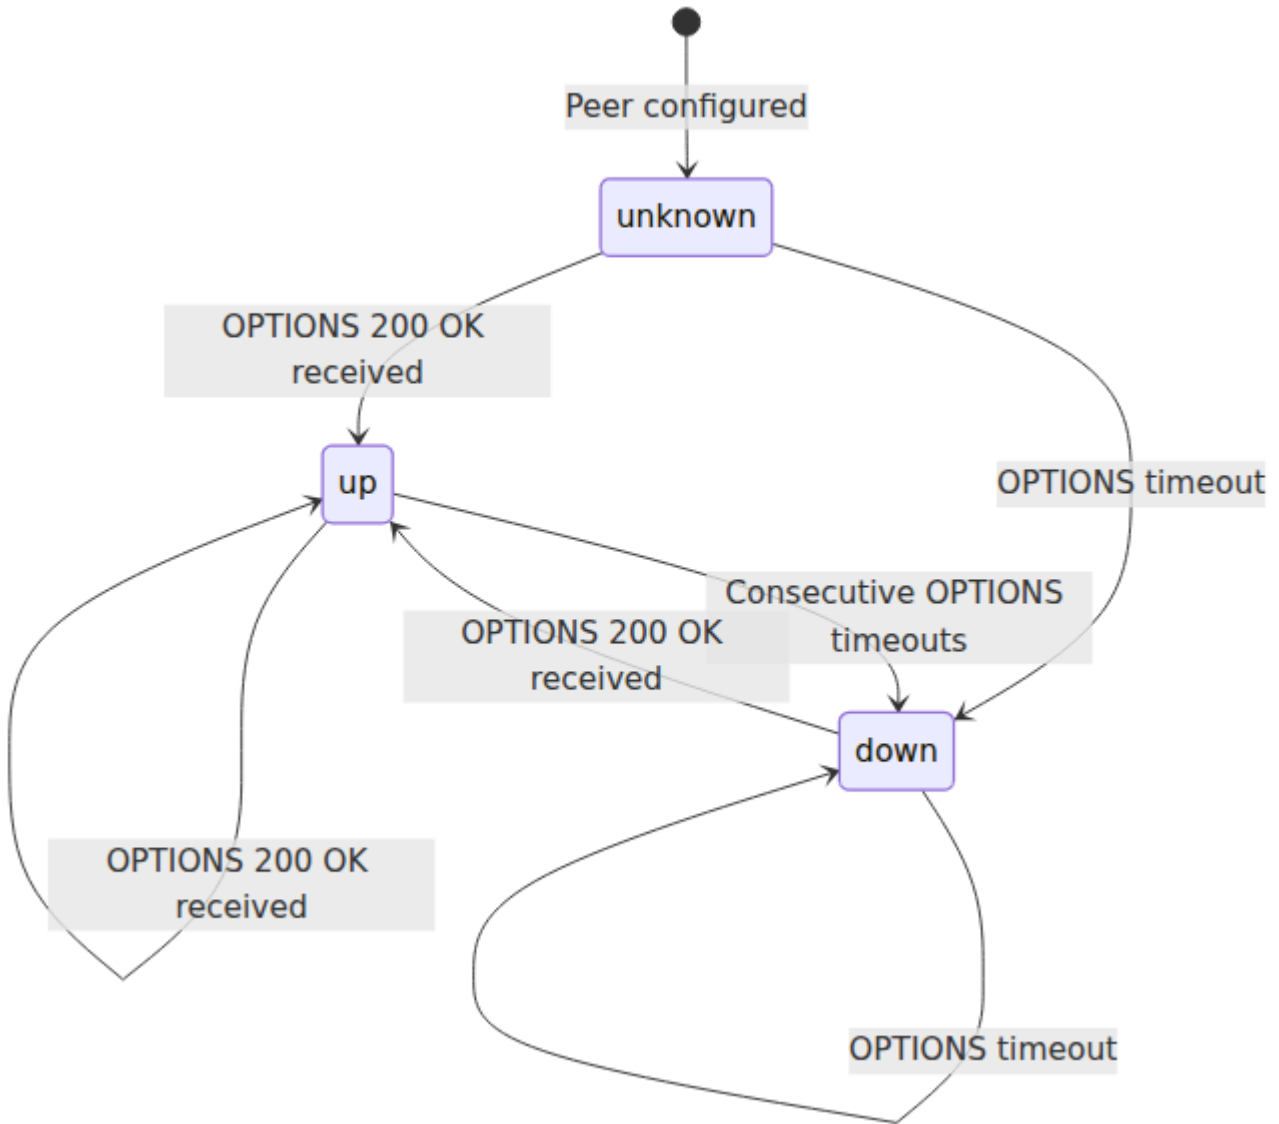 Peer configured
unknown
OPTIONS 200 OK
received
up
OPTIONS timeout
Consecutive OPTIONS
timeouts
OPTIONS 200 OK
received
down
OPTIONS 200 OK
received
OPTIONS timeout